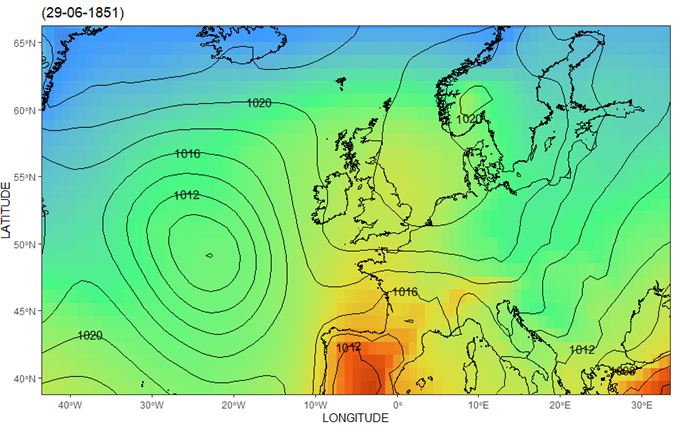 (29-06-1851)
65°N
60°N
55°N
50°N
45°N
40°N
LATITUDE
1020
1020
1016
1012
1016
1020
1012
1012
1008
40°W
30°W
20°W
10°W
0°
10°E
20°E
30°E
LONGITUDE